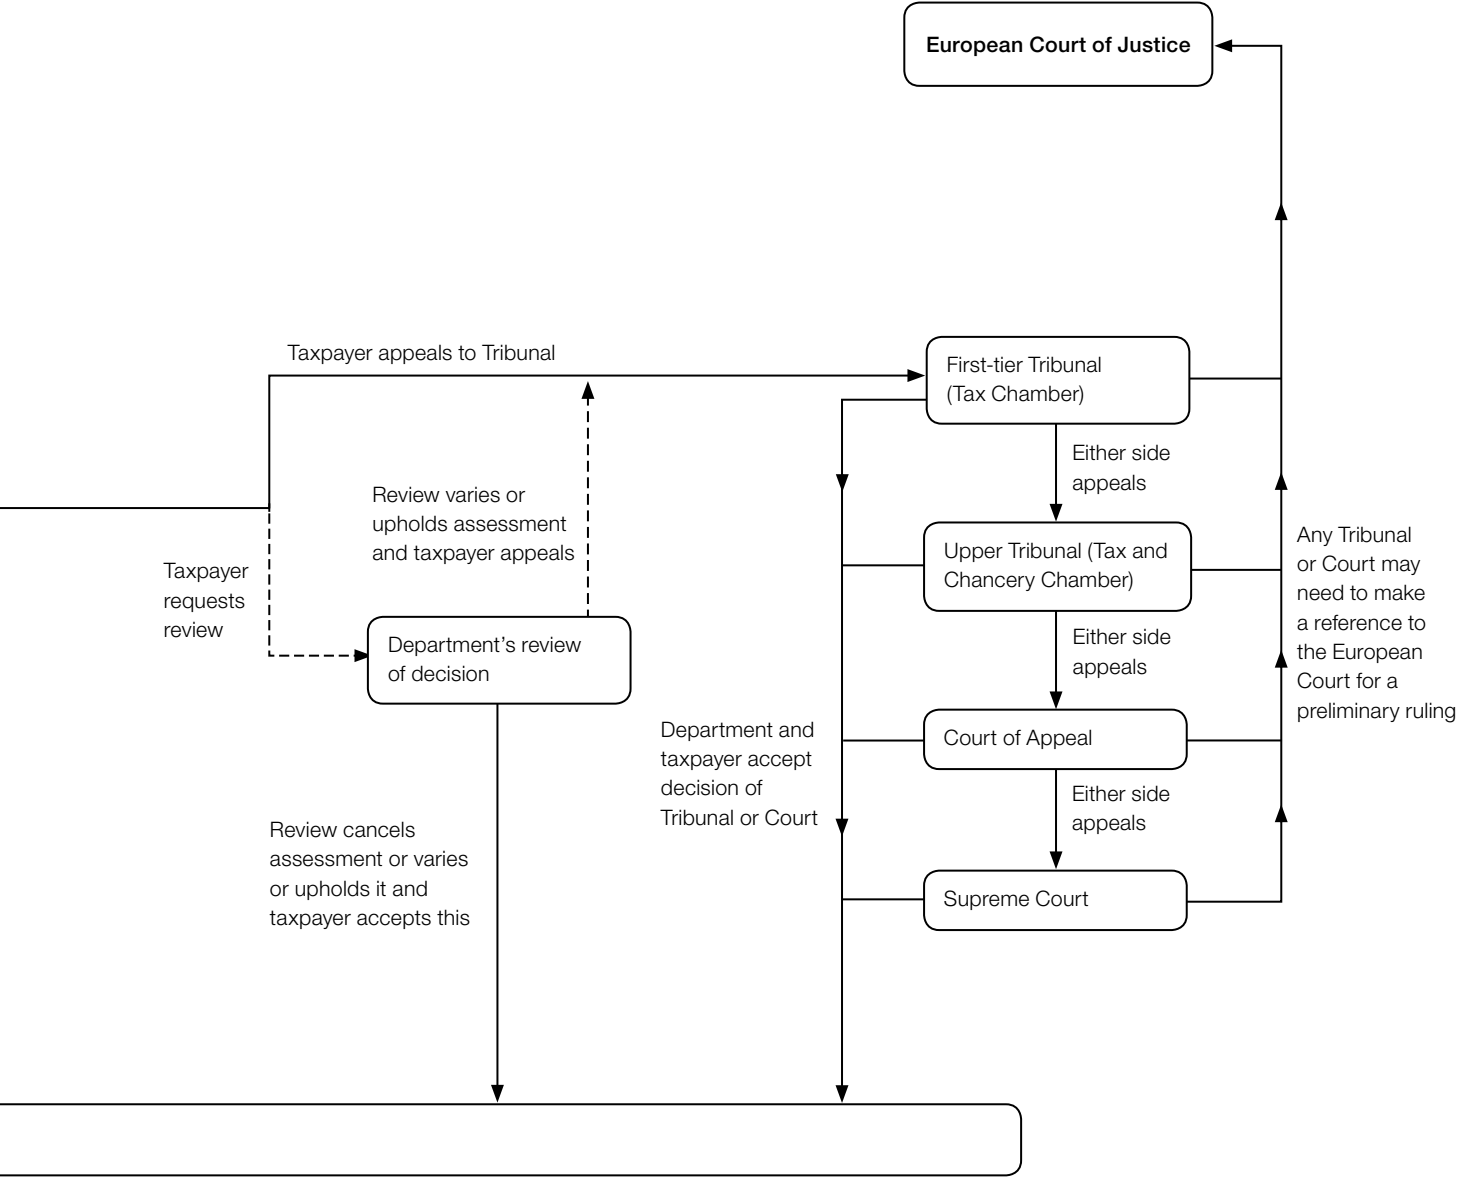 European Court of Justice
Taxpayer appeals to Tribunal
First-tier Tribunal
(Tax Chamber)
Either side
appeals
Review varies or
upholds assessment
and taxpayer appeals
Taxpayer
requests
review
Upper Tribunal (Tax and
Chancery Chamber)
Any Tribunal
or Court may
need to make
a reference to
the European
Court for a
preliminary ruling
Department’s review
of decision
Either side
appeals
Department and
taxpayer accept
decision of
Tribunal or Court
Court of Appeal
Either side
appeals
Review cancels
assessment or varies
or upholds it and
taxpayer accepts this
Supreme Court